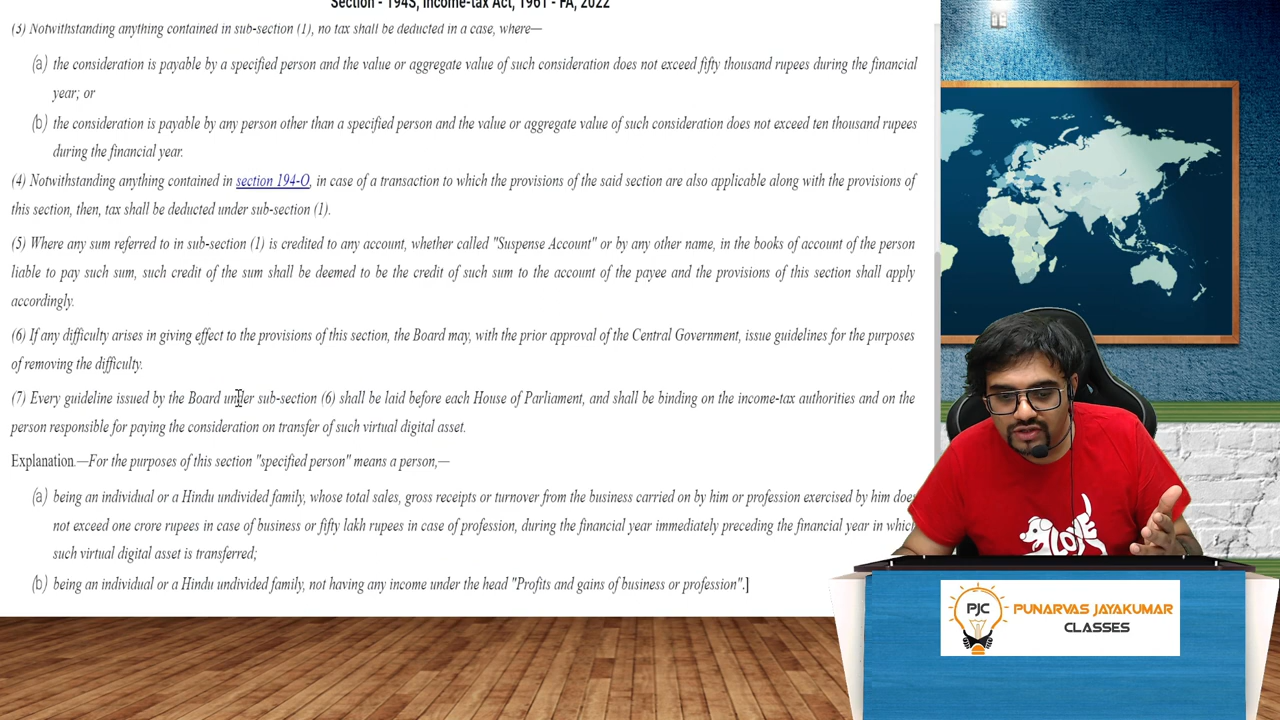 Section - 194S, Income-tax Act, 1961 - FA, 2022
(3) Notwithstanding anything contained in sub-section (1), no tax shall be deducted in a case, where—
(a) the consideration is payable by a specified person and the value or aggregate value of such consideration does not exceed fifty thousand rupees during the financial
year; or
(b) the consideration is payable by any person other than a specified person and the value or aggregate value of such consideration does not exceed ten thousand rupees
during the financial year.
(4) Notwithstanding anything contained in section 194-O, in case of a transaction to which the provisions of the said section are also applicable along with the provisions of
this section, then, tax shall be deducted under sub-section (1).
(5) Where any sum referred to in sub-section (1) is credited to any account, whether called "Suspense Account" or by any other name, in the books of account of the person
liable to pay such sum, such credit of the sum shall be deemed to be the credit of such sum to the account of the payee and the provisions of this section shall apply
accordingly.
(6) If any difficulty arises in giving effect to the provisions of this section, the Board may, with the prior approval of the Central Government, issue guidelines for the purposes
of removing the difficulty.
(7) Every guideline issued by the Board under sub-section (6) shall be laid before each House of Parliament, and shall be binding on the income-tax authorities and on the
person responsible for paying the consideration on transfer of such virtual digital asset.
Explanation.—For the purposes of this section "specified person" means a person,—
(a) being an individual or a Hindu undivided family, whose total sales, gross receipts or turnover from the business carried on by him or profession exercised by him does
not exceed one crore rupees in case of business or fifty lakh rupees in case of profession, during the financial year immediately preceding the financial year in which
such virtual digital asset is transferred;
(b) being an individual or a Hindu undivided family, not having any income under the head "Profits and gains of business or profession".]
LOVE
PJC
PUNARVAS JAYAKUMAR
CLASSES